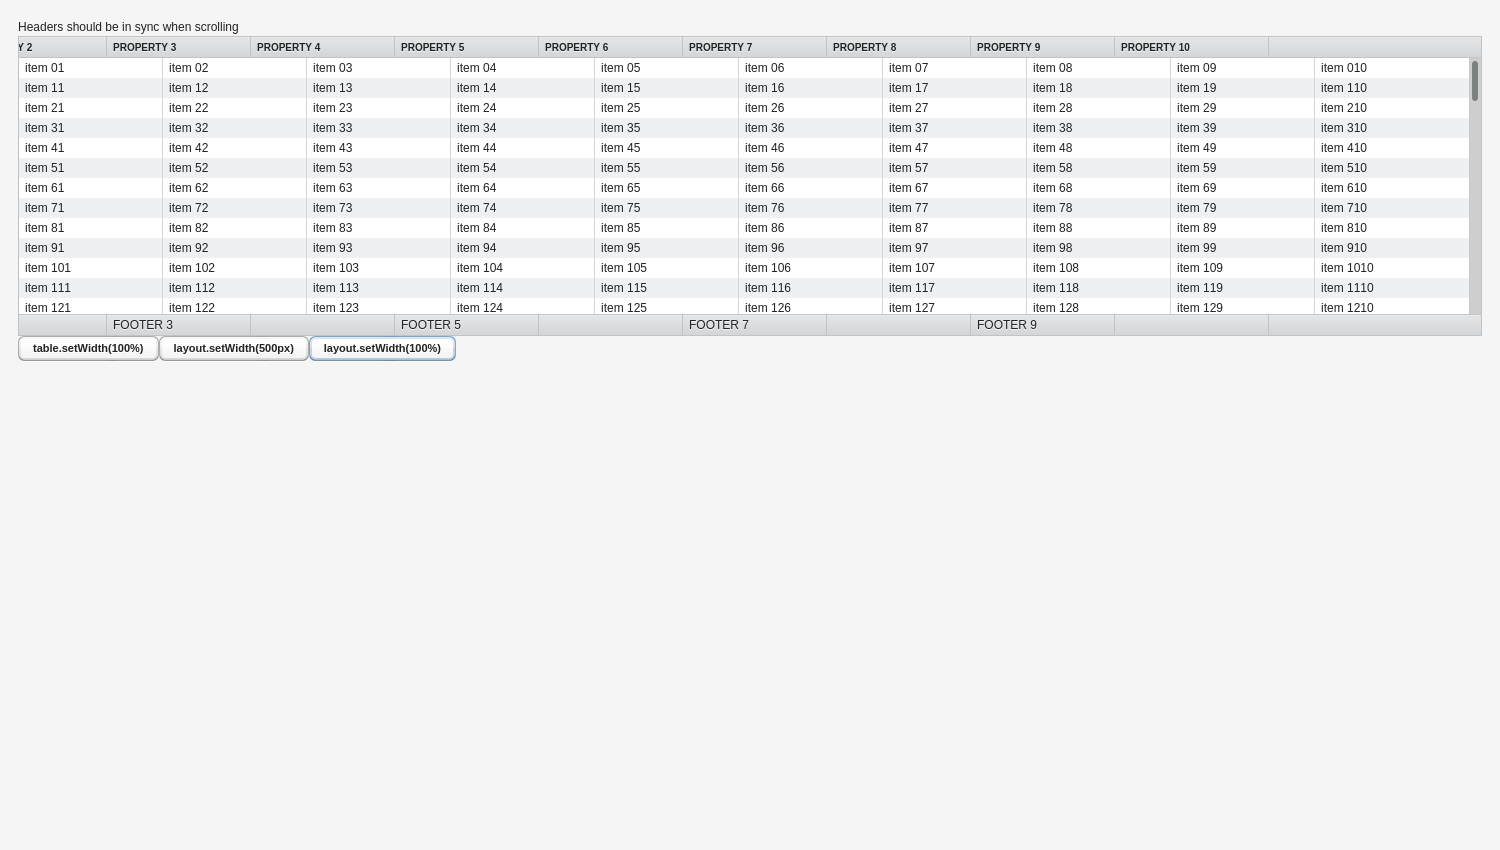 Headers should be in sync when scrolling
Y 2 PROPERTY 3 PROPERTY 4 PROPERTY 5 PROPERTY 6 PROPERTY 7 PROPERTY 8 PROPERTY 9 PROPERTY 10
item 01 item 02 item 03 item 04 item 05 item 06 item 07 item 08 item 09 item 010
item 11 item 12 item 13 item 14 item 15 item 16 item 17 item 18 item 19 item 110
item 21 item 22 item 23 item 24 item 25 item 26 item 27 item 28 item 29 item 210
item 31 item 32 item 33 item 34 item 35 item 36 item 37 item 38 item 39 item 310
item 41 item 42 item 43 item 44 item 45 item 46 item 47 item 48 item 49 item 410
item 51 item 52 item 53 item 54 item 55 item 56 item 57 item 58 item 59 item 510
item 61 item 62 item 63 item 64 item 65 item 66 item 67 item 68 item 69 item 610
item 71 item 72 item 73 item 74 item 75 item 76 item 77 item 78 item 79 item 710
item 81 item 82 item 83 item 84 item 85 item 86 item 87 item 88 item 89 item 810
item 91 item 92 item 93 item 94 item 95 item 96 item 97 item 98 item 99 item 910
item 101 item 102 item 103 item 104 item 105 item 106 item 107 item 108 item 109 item 1010
item 111 item 112 item 113 item 114 item 115 item 116 item 117 item 118 item 119 item 1110
item 121 item 122 item 123 item 124 item 125 item 126 item 127 item 128 item 129 item 1210
FOOTER 3 FOOTER 5 FOOTER 7 FOOTER 9
table.setWidth(100%) layout.setWidth(500px) layout.setWidth(100%)